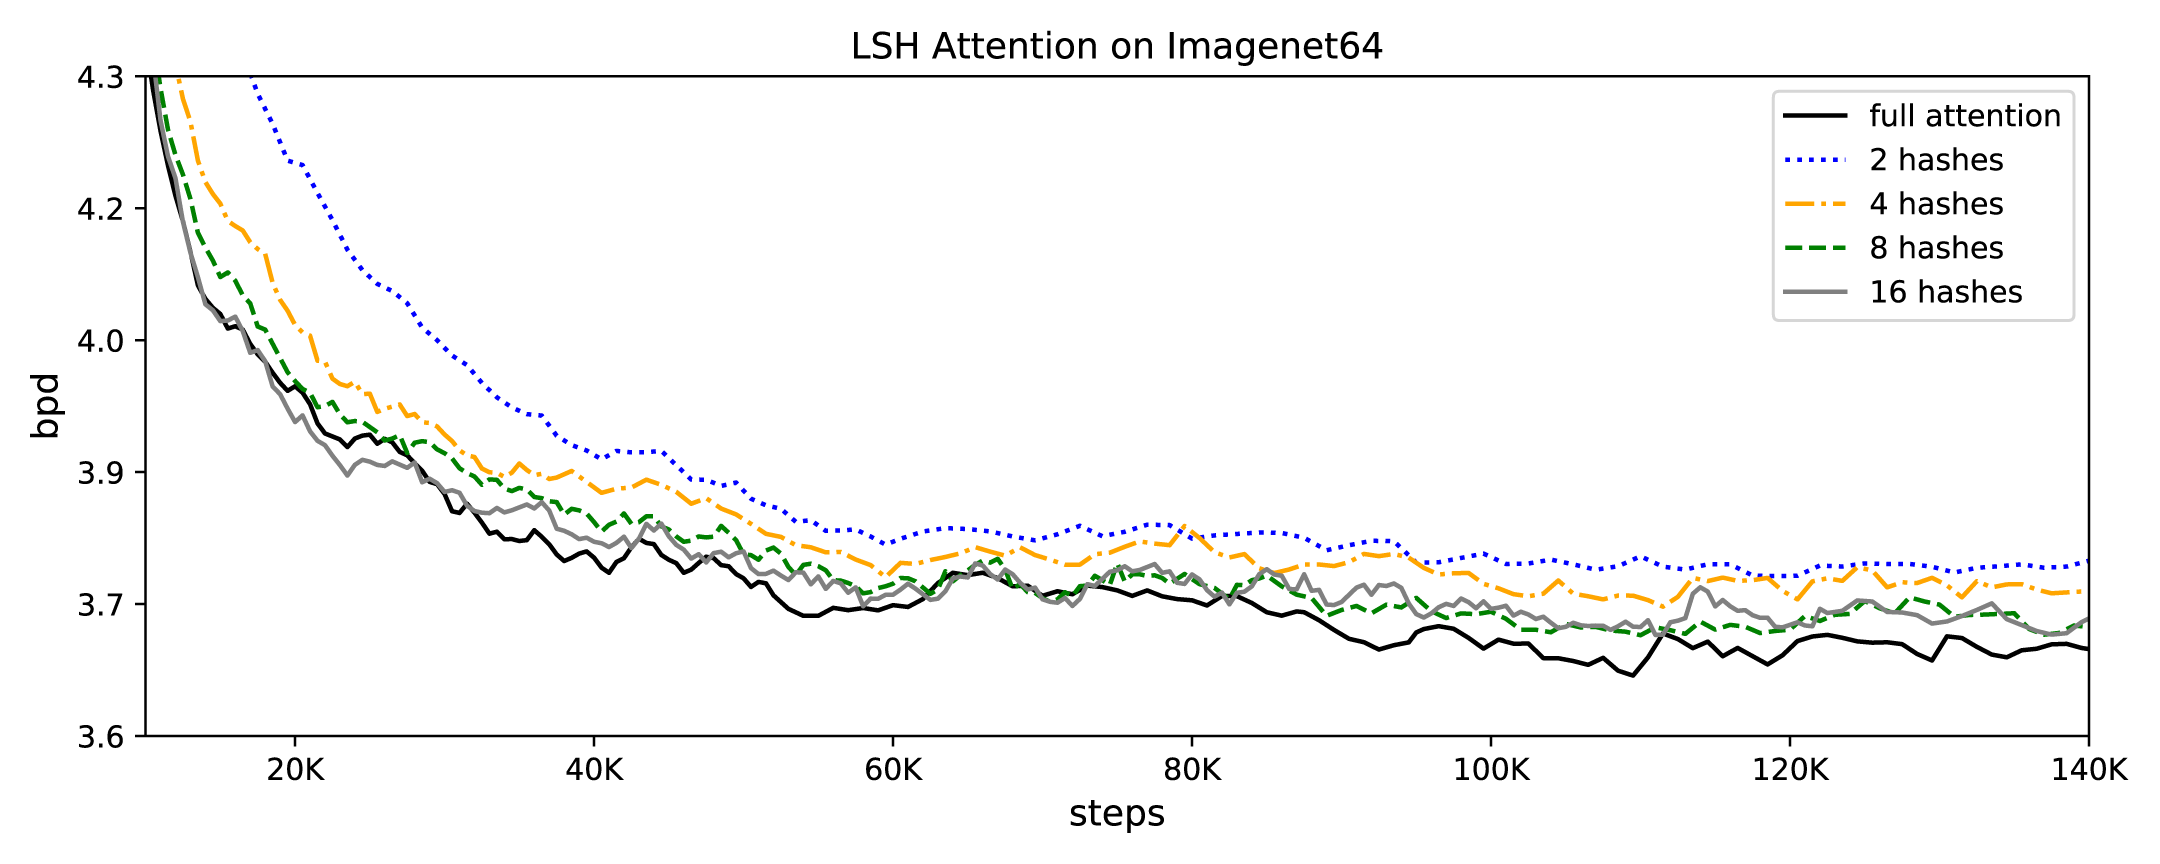 LSH Attention on Imagenet64
4.3
4.2
4.0
3.9
3.7
3.6
bpd
20K 40K 60K 80K 100K 120K 140K
steps
full attention
2 hashes
4 hashes
8 hashes
16 hashes